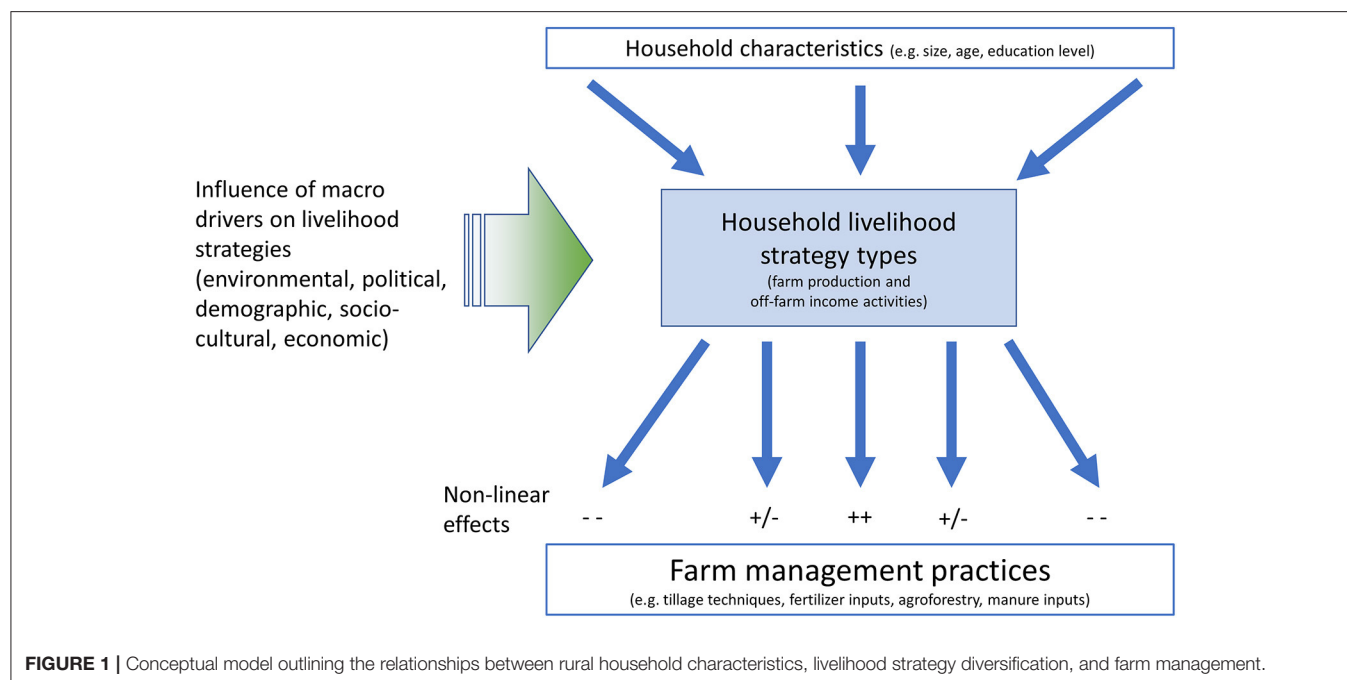 Household characteristics (e.g. size, age, education level)
Influence of macro
drivers on livelihood
strategies
(environmental, political,
demographic, socio-
cultural, economic)
Household livelihood
strategy types
(farm production and
off-farm income activities)
Non-linear
effects
- - +/- ++ +/- - -
Farm management practices
(e.g. tillage techniques, fertilizer inputs, agroforestry, manure inputs)
FIGURE 1 | Conceptual model outlining the relationships between rural household characteristics, livelihood strategy diversification, and farm management.